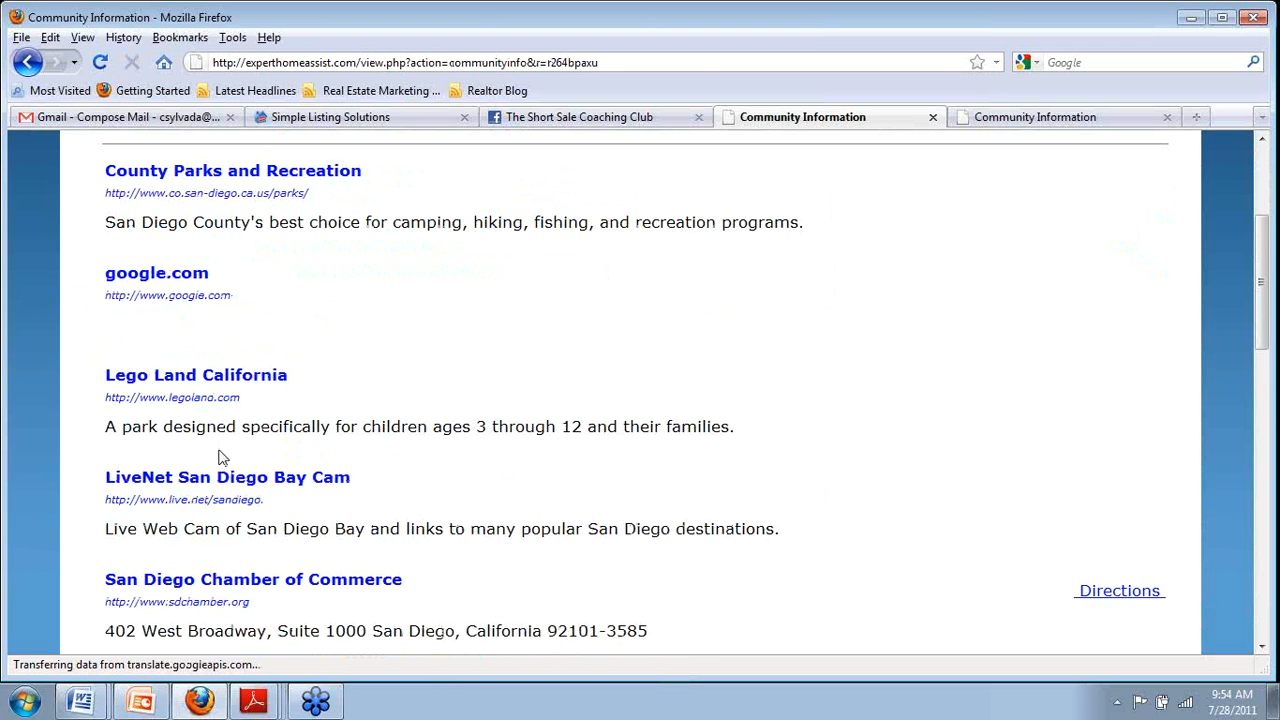 Community Information - Mozilla Firefox
File Edit View History Bookmarks Tools Help
http://experthomeassist.com/view.php?action=communityinfo&r=r264bpaxu
Google
Most Visited Getting Started Latest Headlines Real Estate Marketing ... Realtor Blog
Gmail - Compose Mail - csylvada@... Simple Listing Solutions The Short Sale Coaching Club Community Information Community Information
County Parks and Recreation
http://www.co.san-diego.ca.us/parks/
San Diego County's best choice for camping, hiking, fishing, and recreation programs.
google.com
http://www.google.com
Lego Land California
http://www.legoland.com
A park designed specifically for children ages 3 through 12 and their families.
LiveNet San Diego Bay Cam
http://www.live.net/sandiego.
Live Web Cam of San Diego Bay and links to many popular San Diego destinations.
San Diego Chamber of Commerce
http://www.sdchamber.org
Directions
402 West Broadway, Suite 1000 San Diego, California 92101-3585
Transferring data from translate.googleapis.com...
9:54 AM
7/28/2011